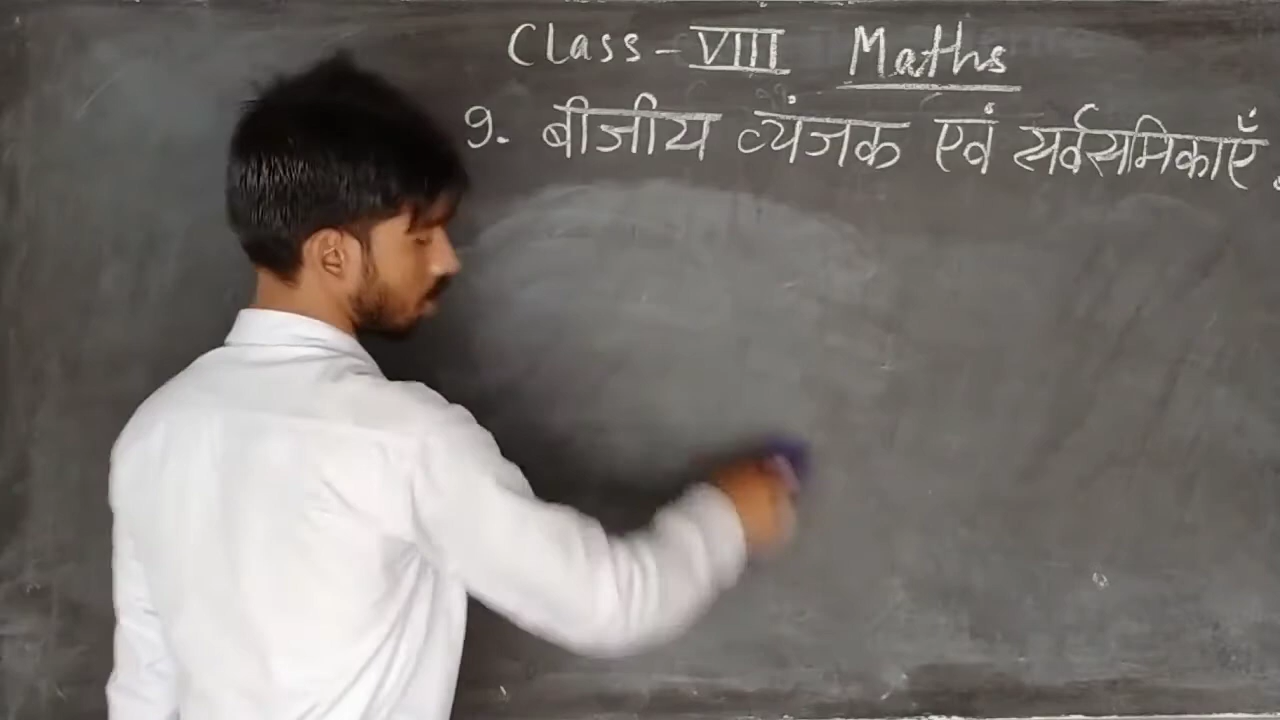 Class - VIII Maths
9. बीजीय व्यंजक एवं सर्वसमिकाएँ.